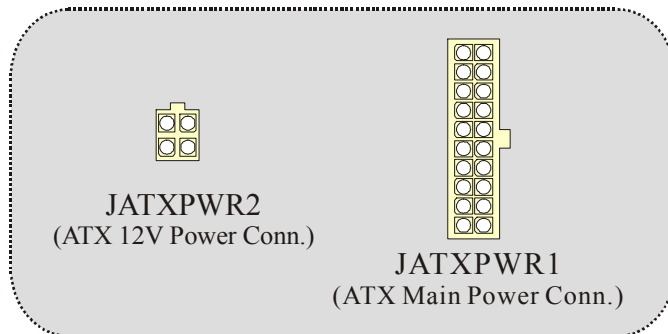 JATXPWR2
(ATX 12V Power Conn.)
JATXPWR1
(ATX Main Power Conn.)